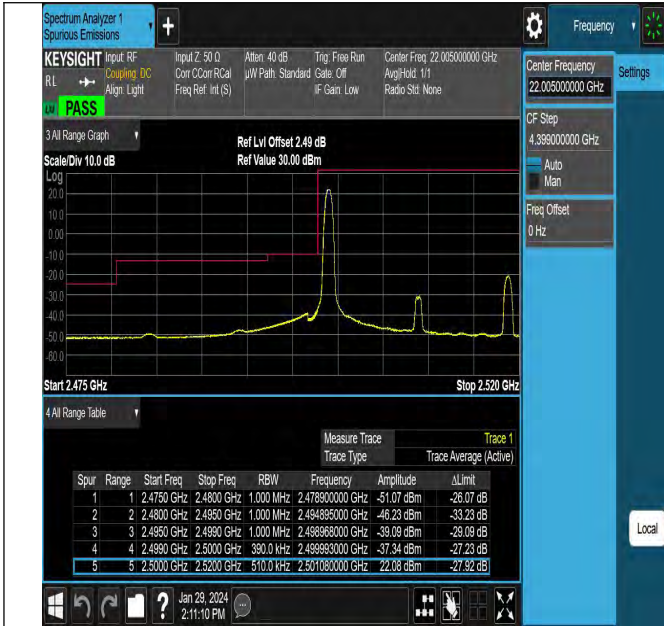 Spectrum Analyzer 1
Spurious Emissions
Frequency
KEYSIGHT
Input: RF
Coupling: DC
Align: Light
Input Z: 50 Ω
Corr CCorr RCal
Freq Ref: Int (S)
Atten: 40 dB
µW Path: Standard
Trig: Free Run
Gate: Off
IF Gain: Low
Center Freq: 22.005000000 GHz
Avg|Hold: 1/1
Radio Std: None
RL
PASS
Center Frequency
22.005000000 GHz
Settings
CF Step
4.399000000 GHz
Auto
Man
Freq Offset
0 Hz
3 All Range Graph
Ref Lvl Offset 2.49 dB
Scale/Div 10.0 dB
Ref Value 30.00 dBm
Log
20.0
10.0
0.00
-10.0
-20.0
-30.0
-40.0
-50.0
-60.0
Start 2.475 GHz
Stop 2.520 GHz
4 All Range Table
Measure Trace Trace 1
Trace Type Trace Average (Active)
Spur Range Start Freq Stop Freq RBW Frequency Amplitude ΔLimit
1 1 2.4750 GHz 2.4800 GHz 1.000 MHz 2.478900000 GHz -51.07 dBm -26.07 dB
2 2 2.4800 GHz 2.4950 GHz 1.000 MHz 2.494895000 GHz -46.23 dBm -33.23 dB
3 3 2.4950 GHz 2.4990 GHz 1.000 MHz 2.498968000 GHz -39.09 dBm -29.09 dB
4 4 2.4990 GHz 2.5000 GHz 390.0 kHz 2.499993000 GHz -37.34 dBm -27.23 dB
5 5 2.5000 GHz 2.5200 GHz 510.0 kHz 2.501080000 GHz 22.08 dBm -27.92 dB
Local
Jan 29, 2024
2:11:10 PM